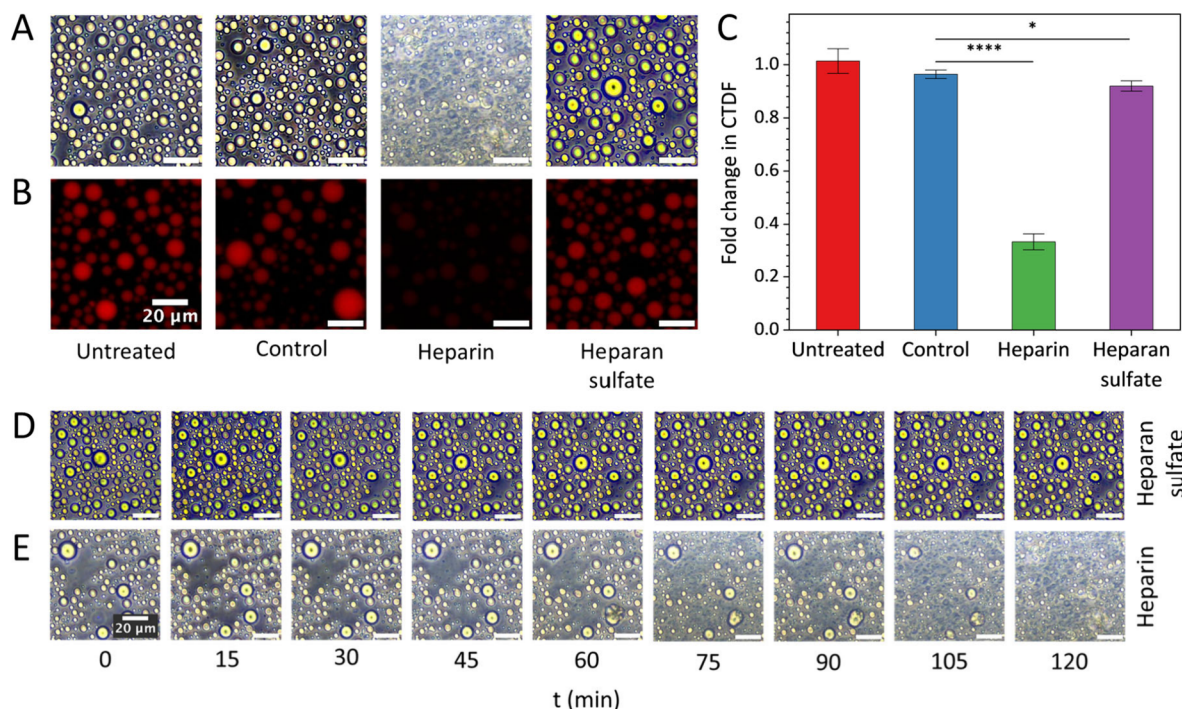 A
B
20 μm
Untreated
Control
Heparin
Heparan
sulfate
C
Fold change in CTDF
1.0
0.8
0.6
0.4
0.2
0.0
*
****
Untreated
Control
Heparin
Heparan
sulfate
D
Heparan
sulfate
E
20 μm
Heparin
0
15
30
45
60
75
90
105
120
t (min)